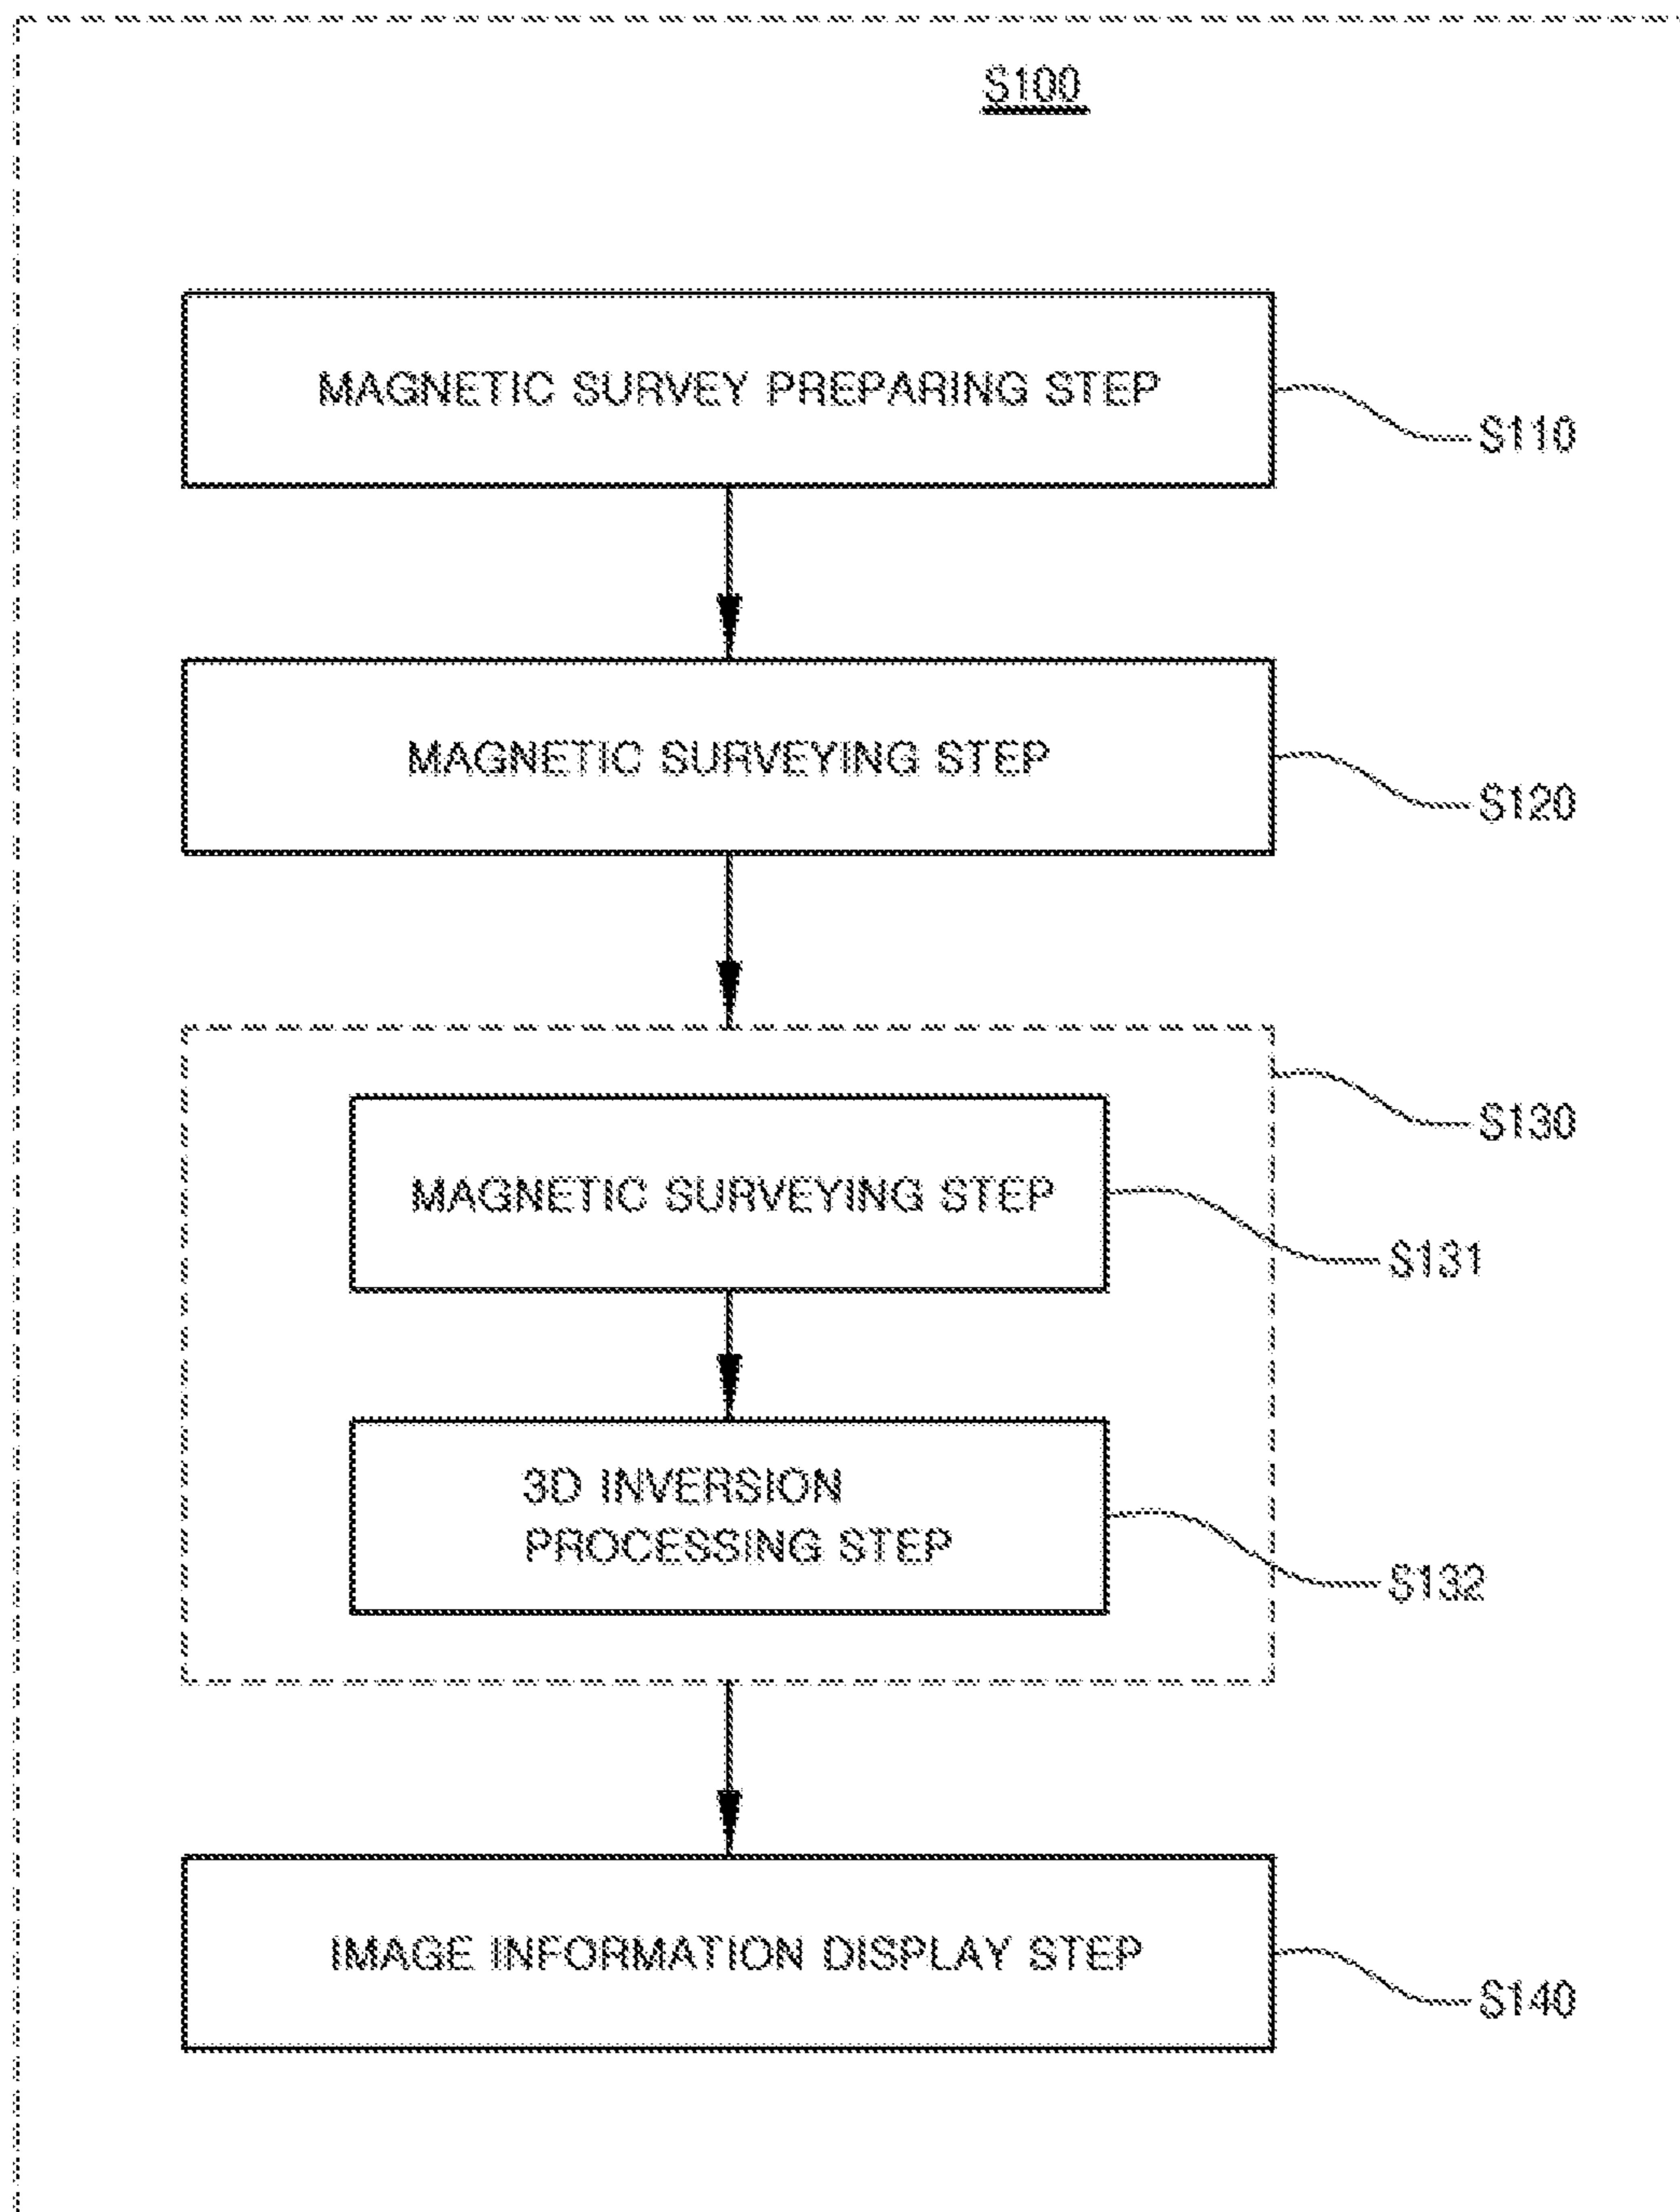 S100
MAGNETIC SURVEY PREPARING STEP
S110
MAGNETIC SURVEYING STEP
S120
S130
MAGNETIC SURVEYING STEP
S131
3D INVERSION
PROCESSING STEP
S132
IMAGE INFORMATION DISPLAY STEP
S140